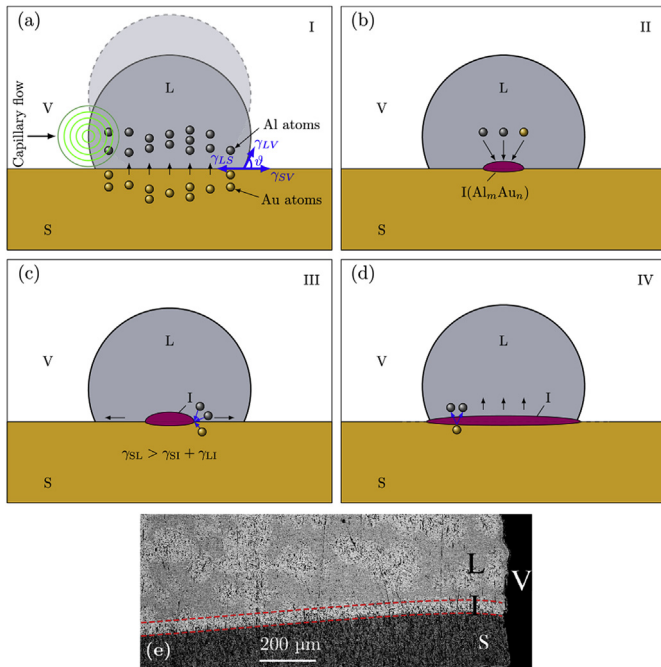 (a)
I
L
V
Capillary flow
Al atoms
γLV
γLS
ϑ
γSV
Au atoms
S
(b)
II
L
V
I(AlmAun)
S
(c)
III
L
V
I
γSL > γSI + γLI
S
(d)
IV
L
V
I
S
L
V
I
S
(e)
200 µm